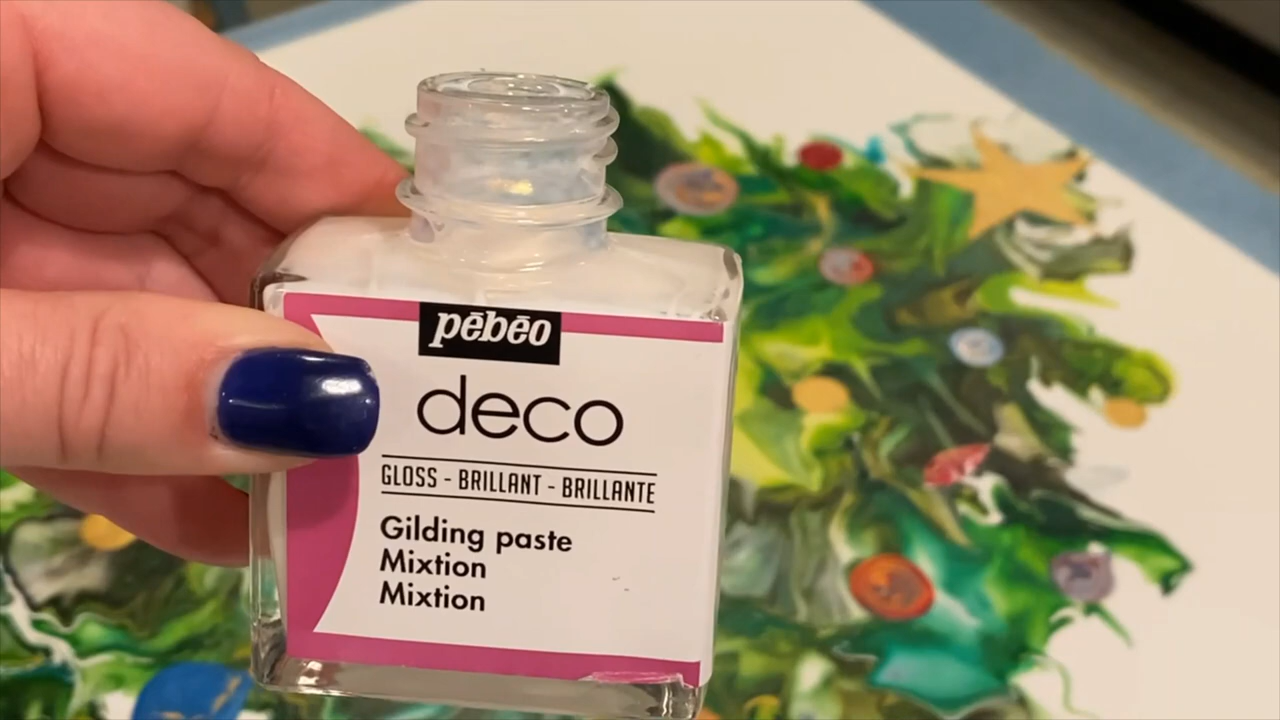 pēbēo
deco
GLOSS - BRILLANT - BRILLANTE
Gilding paste
Mixtion
Mixtion